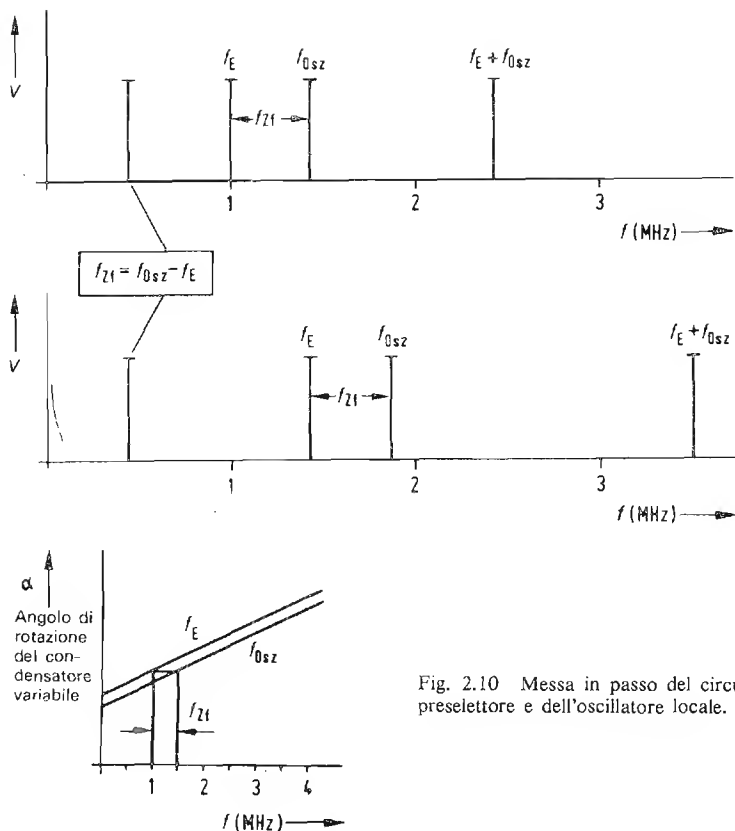 V
f_E
f_Osz
f_E + f_Osz
f_Zf
1
2
3
f (MHz)
f_Zf = f_Osz − f_E
V
f_E
f_Osz
f_E + f_Osz
f_Zf
1
2
3
f (MHz)
α
Angolo di
rotazione
del con-
densatore
variabile
f_E
f_Osz
f_Zf
1 2 3 4
f (MHz)
Fig. 2.10 Messa in passo del
preselettore e dell'oscillatore locale.